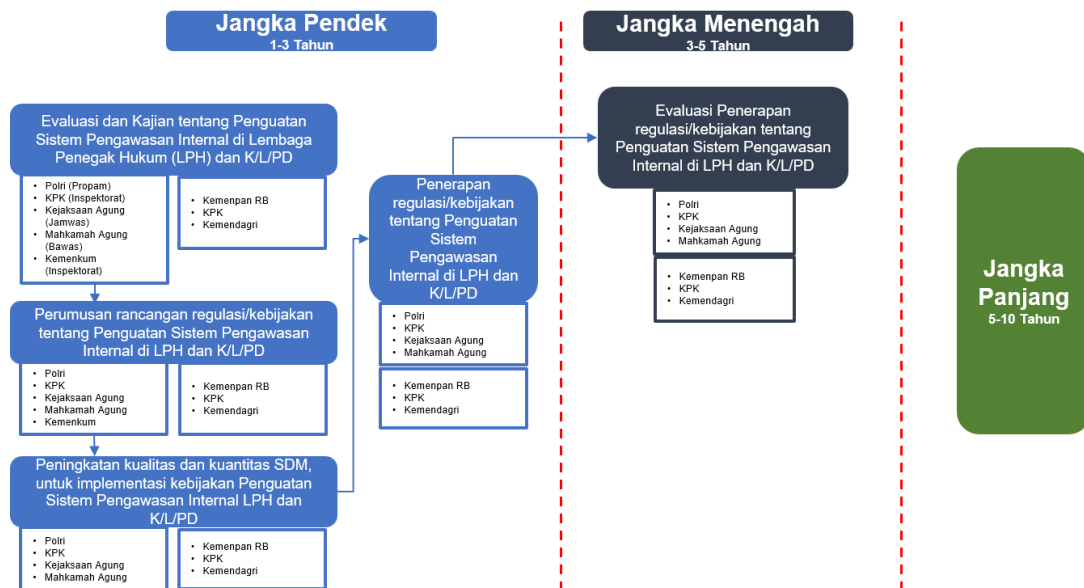 Jangka Pendek
1-3 Tahun
Evaluasi dan Kajian tentang Penguatan
Sistem Pengawasan Internal di Lembaga
Penegak Hukum (LPH) dan K/L/PD
• Polri (Propam)
• KPK (Inspektorat)
• Kejaksaan Agung
(Jamwas)
• Mahkamah Agung
(Bawas)
• Kemenkum
(Inspektorat)
• Kemenpan RB
• KPK
• Kemendagri
Perumusan rancangan regulasi/kebijakan
tentang Penguatan Sistem Pengawasan
Internal di LPH dan K/L/PD
• Polri
• KPK
• Kejaksaan Agung
• Mahkamah Agung
• Kemenkum
• Kemenpan RB
• KPK
• Kemendagri
Peningkatan kualitas dan kuantitas SDM,
untuk implementasi kebijakan Penguatan
Sistem Pengawasan Internal LPH dan
K/L/PD
• Polri
• KPK
• Kejaksaan Agung
• Mahkamah Agung
• Kemenpan RB
• KPK
• Kemendagri
Penerapan
regulasi/kebijakan
tentang Penguatan
Sistem
Pengawasan
Internal di LPH dan
K/L/PD
• Polri
• KPK
• Kejaksaan Agung
• Mahkamah Agung
• Kemenpan RB
• KPK
• Kemendagri
Jangka Menengah
3-5 Tahun
Evaluasi Penerapan
regulasi/kebijakan tentang
Penguatan Sistem Pengawasan
Internal di LPH dan K/L/PD
• Polri
• KPK
• Kejaksaan Agung
• Mahkamah Agung
• Kemenpan RB
• KPK
• Kemendagri
Jangka
Panjang
5-10 Tahun